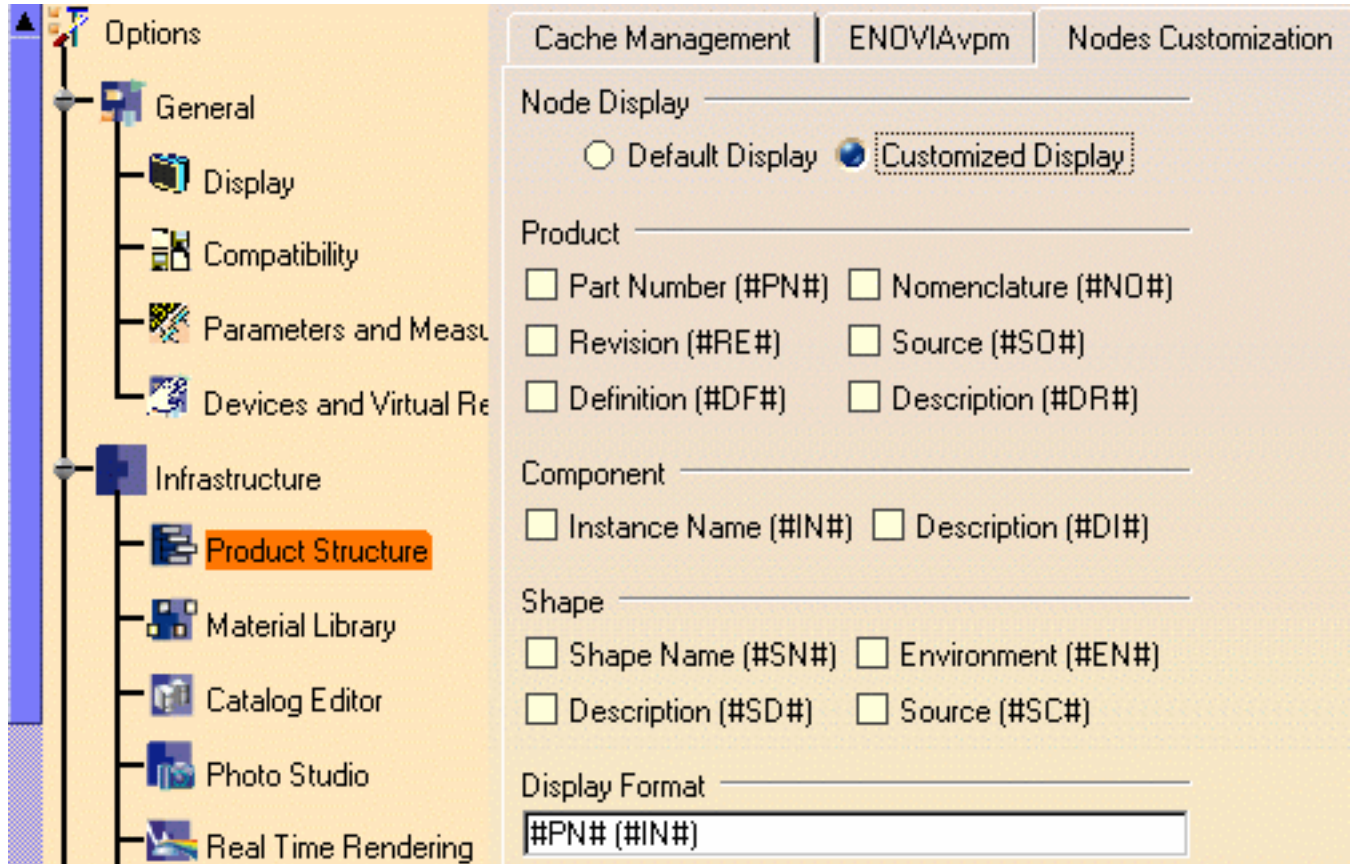 Options
General
Display
Compatibility
Parameters and Measu
Devices and Virtual Re
Infrastructure
Product Structure
Material Library
Catalog Editor
Photo Studio
Real Time Rendering
Cache Management ENOVIAvpm Nodes Customization
Node Display
Default Display Customized Display
Product
Part Number (#PN#) Nomenclature (#NO#)
Revision (#RE#) Source (#SO#)
Definition (#DF#) Description (#DR#)
Component
Instance Name (#IN#) Description (#DI#)
Shape
Shape Name (#SN#) Environment (#EN#)
Description (#SD#) Source (#SC#)
Display Format
#PN# (#IN#)